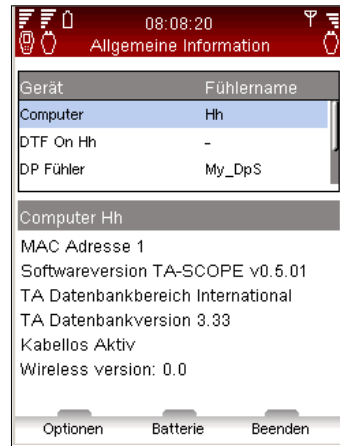 08:08:20
Allgemeine Information
Gerät Fühlername
Computer Hh
DTF On Hh -
DP Fühler My_DpS
Computer Hh
MAC Adresse 1
Softwareversion TA-SCOPE v0.5.01
TA Datenbankbereich International
TA Datenbankversion 3.33
Kabellos Aktiv
Wireless version: 0.0
Optionen Batterie Beenden